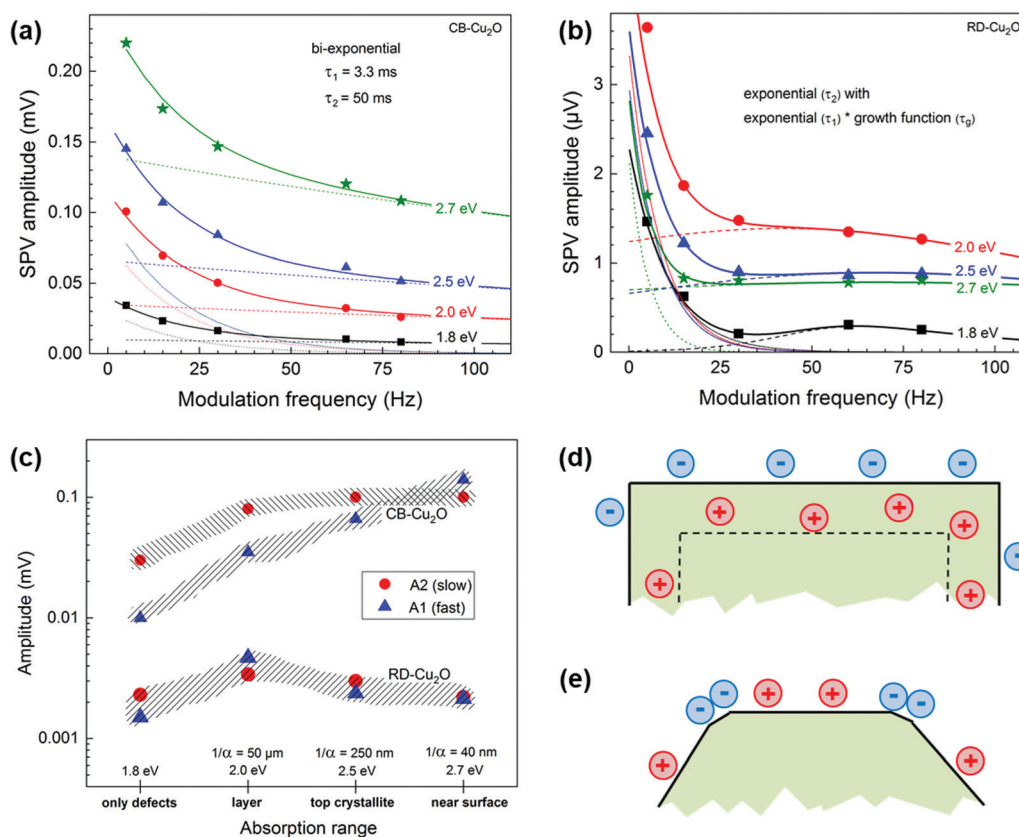 (a)
CB-Cu₂O
bi-exponential
τ₁ = 3.3 ms
τ₂ = 50 ms
SPV amplitude (mV)
0.20
0.15
0.10
0.05
0.00
2.7 eV
2.5 eV
2.0 eV
1.8 eV
0 25 50 75 100
Modulation frequency (Hz)
(b)
RD-Cu₂O
exponential (τ₂) with
exponential (τ₁) * growth function (τg)
SPV amplitude (µV)
3
2
1
0
2.0 eV
2.5 eV
2.7 eV
1.8 eV
0 25 50 75 100
Modulation frequency (Hz)
(c)
Amplitude (mV)
0.1
0.01
0.001
CB-Cu₂O
A2 (slow)
A1 (fast)
RD-Cu₂O
1/α = 50 µm 1/α = 250 nm 1/α = 40 nm
1.8 eV 2.0 eV 2.5 eV 2.7 eV
only defects layer top crystallite near surface
Absorption range
(d)
- - - -
- + + + + -
+ +
(e)
- - + + - -
+ +